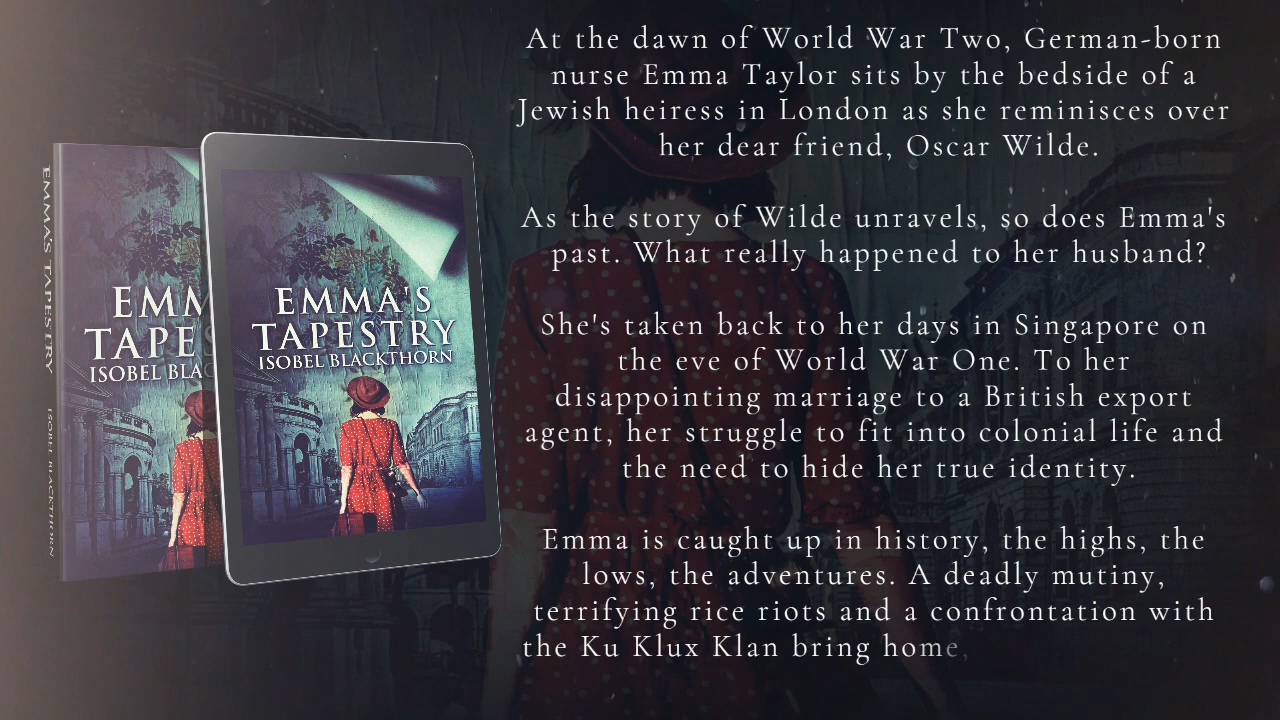 EMMA'S TAPESTRY
ISOBEL BLACKTHORN
EMM
TAPES
ISOBEL BLAC
EMMA'S
TAPESTRY
ISOBEL BLACKTHORN
At the dawn of World War Two, German-born
nurse Emma Taylor sits by the bedside of a
Jewish heiress in London as she reminisces over
her dear friend, Oscar Wilde.
As the story of Wilde unravels, so does Emma's
past. What really happened to her husband?
She's taken back to her days in Singapore on
the eve of World War One. To her
disappointing marriage to a British export
agent, her struggle to fit into colonial life and
the need to hide her true identity.
Emma is caught up in history, the highs, the
lows, the adventures. A deadly mutiny,
terrifying rice riots and a confrontation with
the Ku Klux Klan bring home,